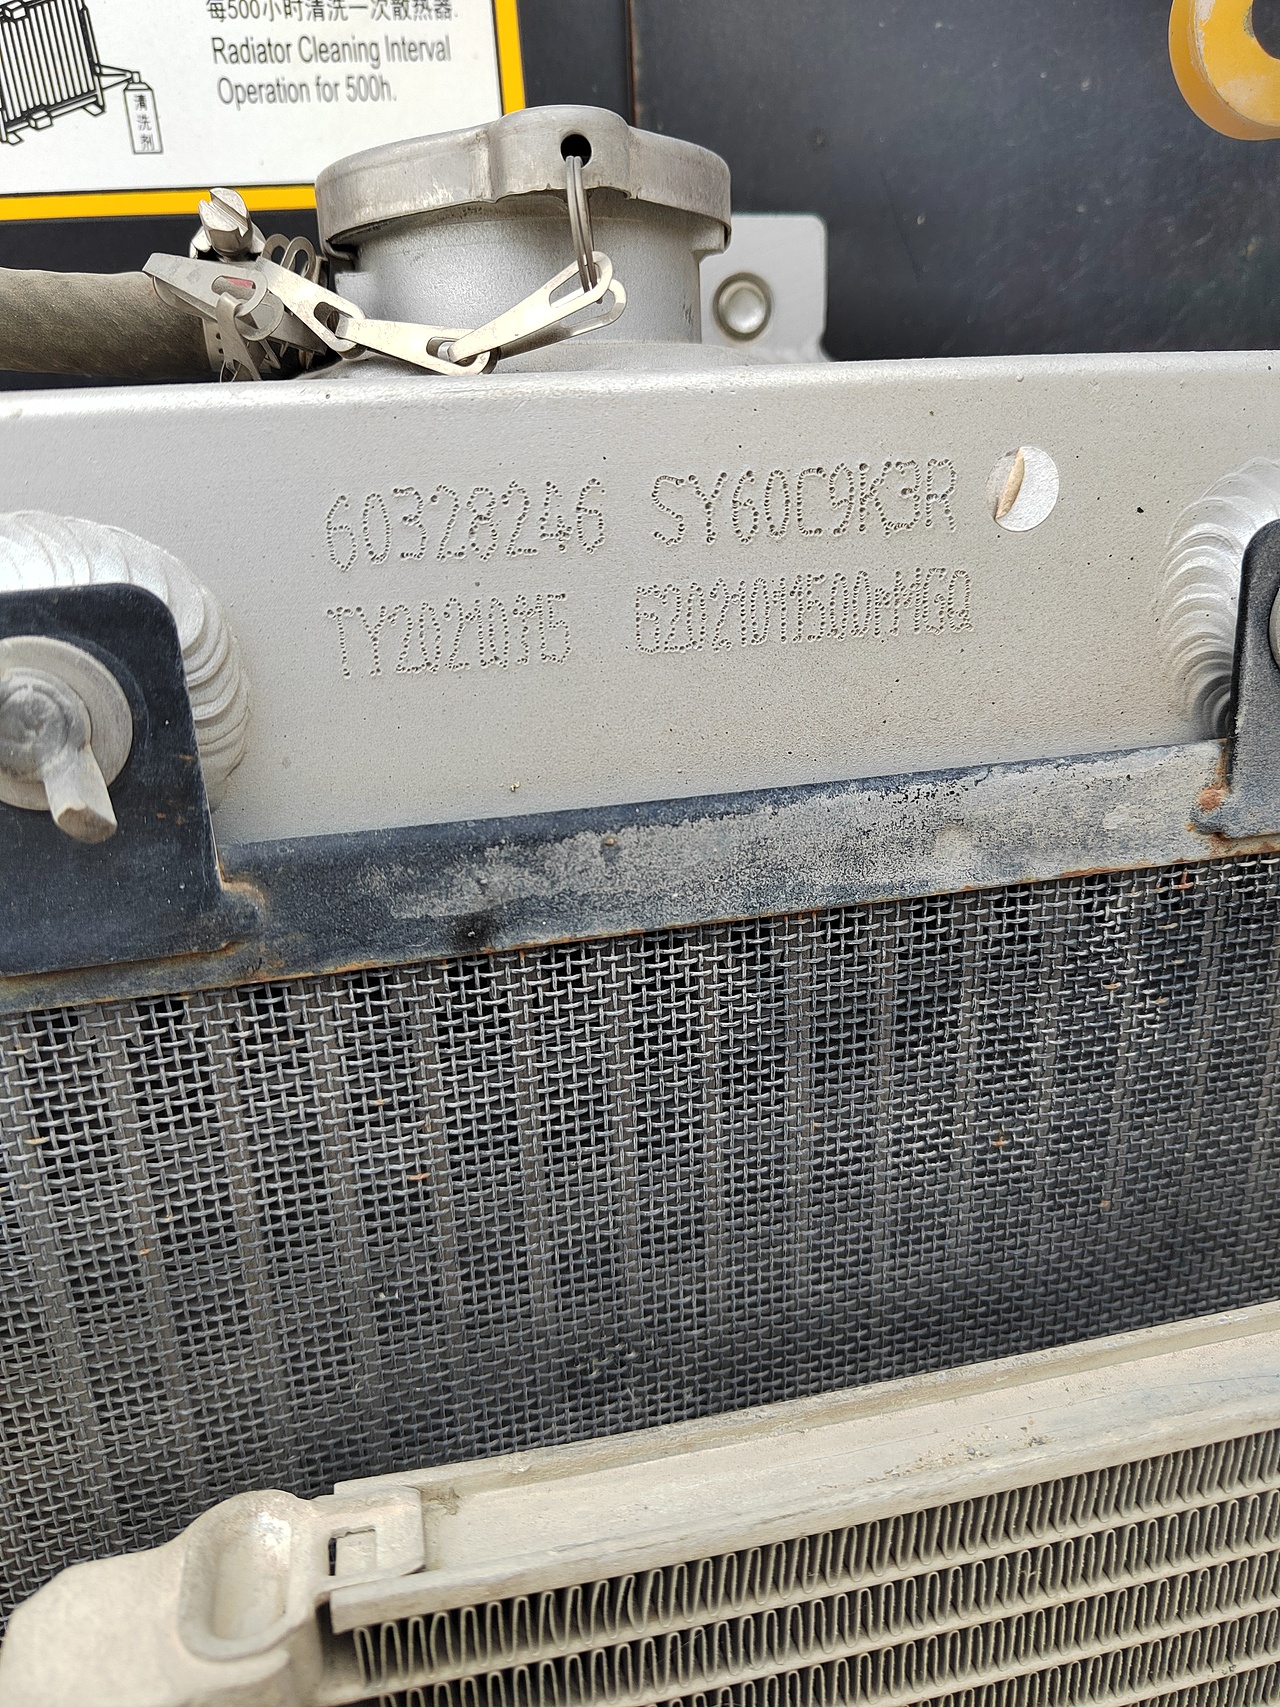 每500小时清洗一次散热器.
Radiator Cleaning Interval
Operation for 500h.
清洗剂
60328246 SY60C9K3R
TY20210315